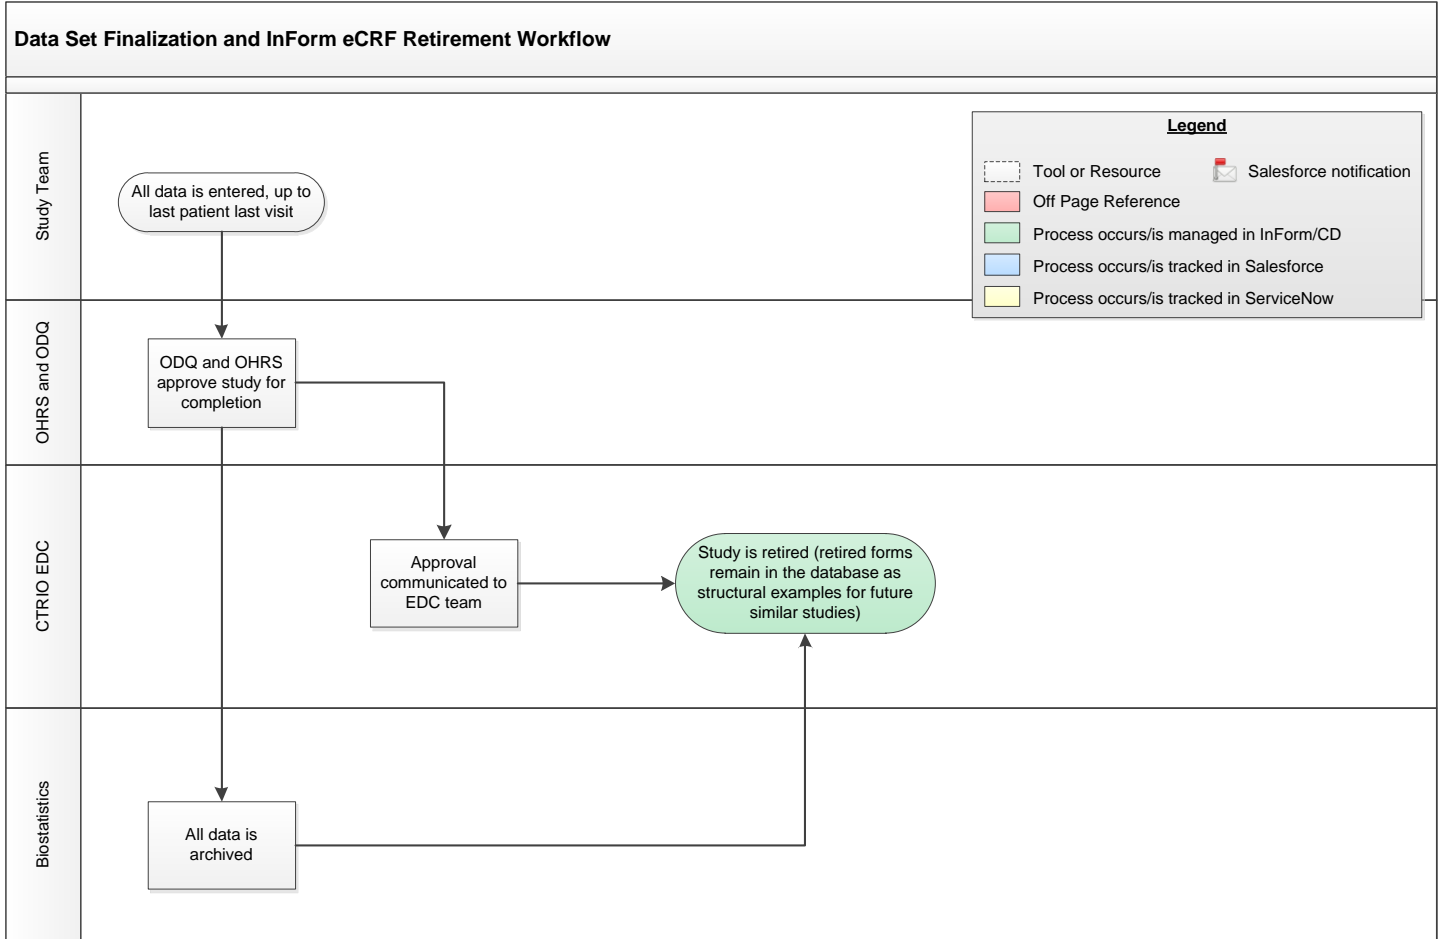 Data Set Finalization and InForm eCRF Retirement Workflow
Study Team
All data is entered, up to
last patient last visit
Legend
Tool or Resource
Salesforce notification
Off Page Reference
Process occurs/is managed in InForm/CD
Process occurs/is tracked in Salesforce
Process occurs/is tracked in ServiceNow
OHRS and ODQ
ODQ and OHRS
approve study for
completion
CTRIO EDC
Approval
communicated to
EDC team
Study is retired (retired forms
remain in the database as
structural examples for future
similar studies)
Biostatistics
All data is
archived